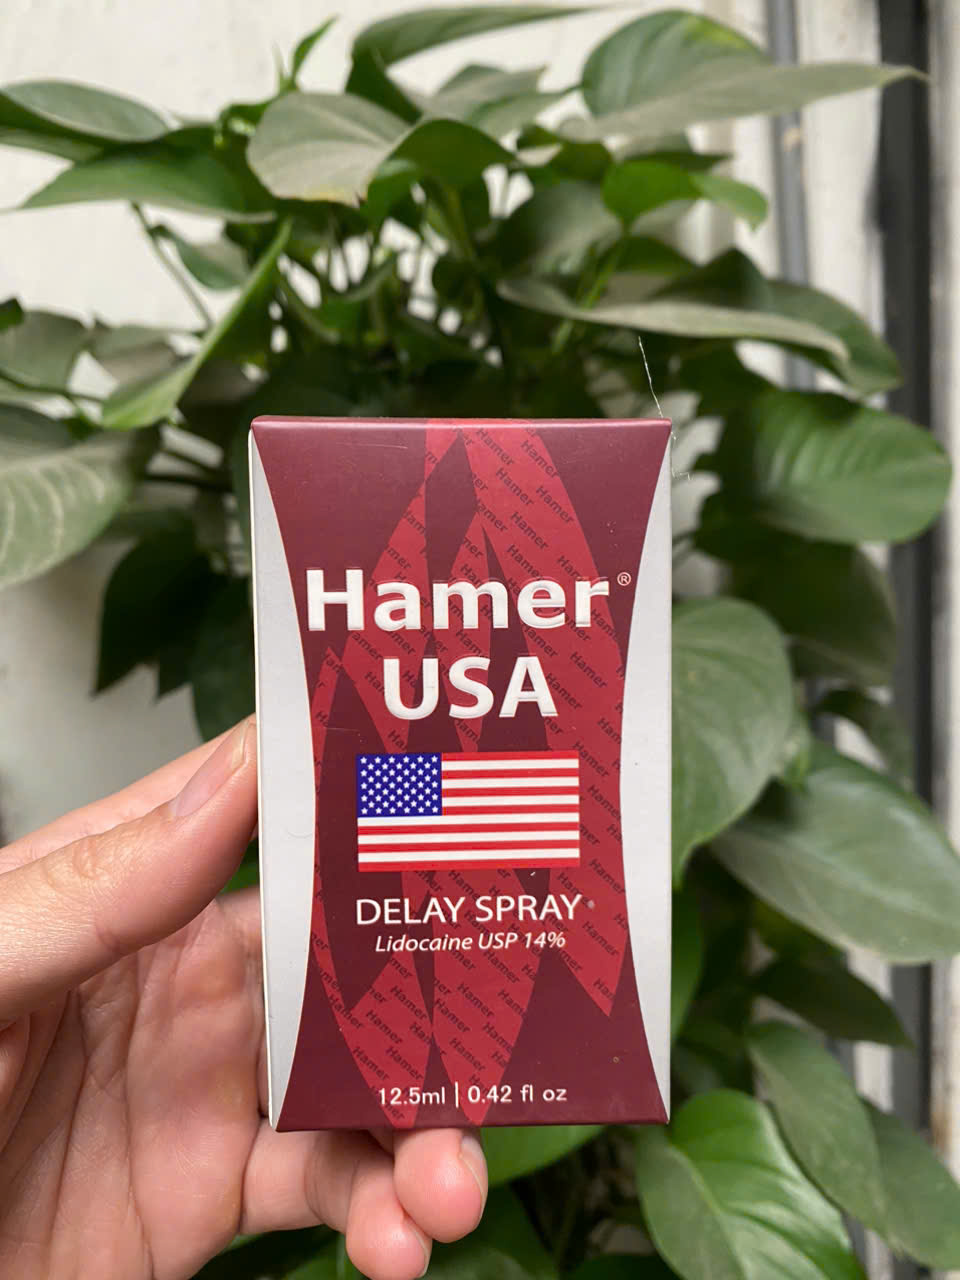 Hamer®
USA
DELAY SPRAY
Lidocaine USP 14%
12.5ml | 0.42 fl oz